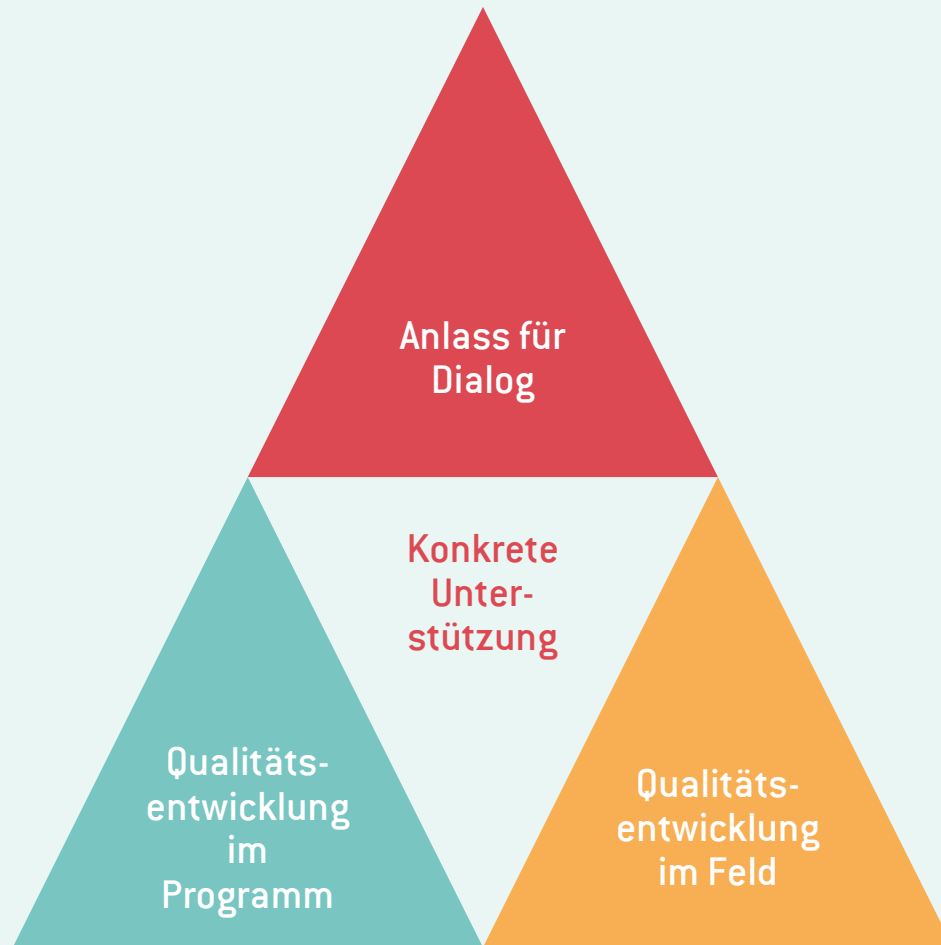 Anlass für
Dialog
Konkrete
Unter-
stützung
Qualitäts-
entwicklung
im
Programm
Qualitäts-
entwicklung
im Feld